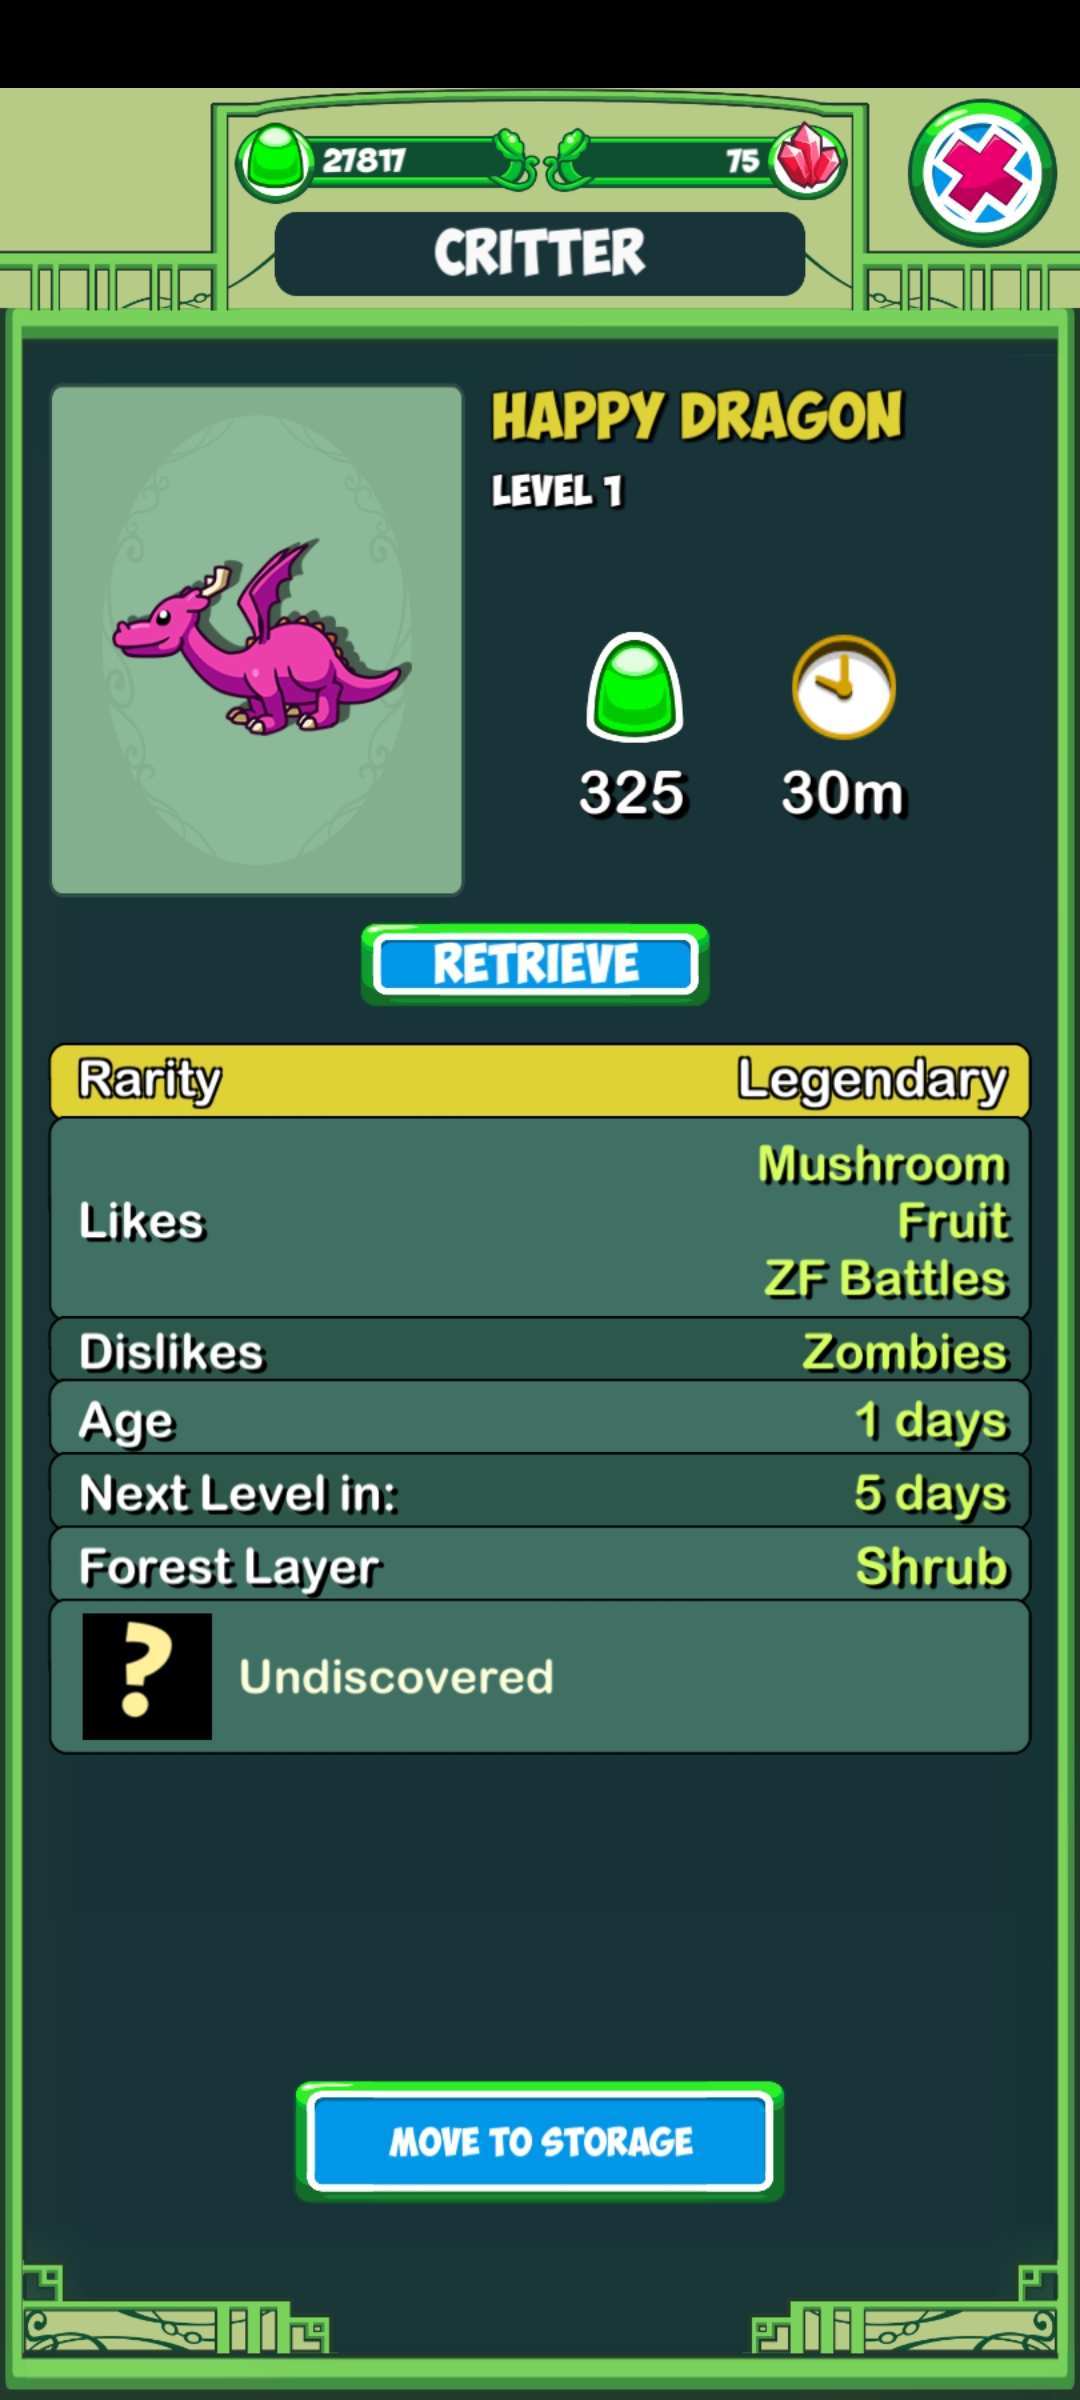 27817
75
CRITTER
HAPPY DRAGON
LEVEL 1
325
30m
RETRIEVE
Rarity Legendary
Likes Mushroom
Fruit
ZF Battles
Dislikes Zombies
Age 1 days
Next Level in: 5 days
Forest Layer Shrub
? Undiscovered
MOVE TO STORAGE